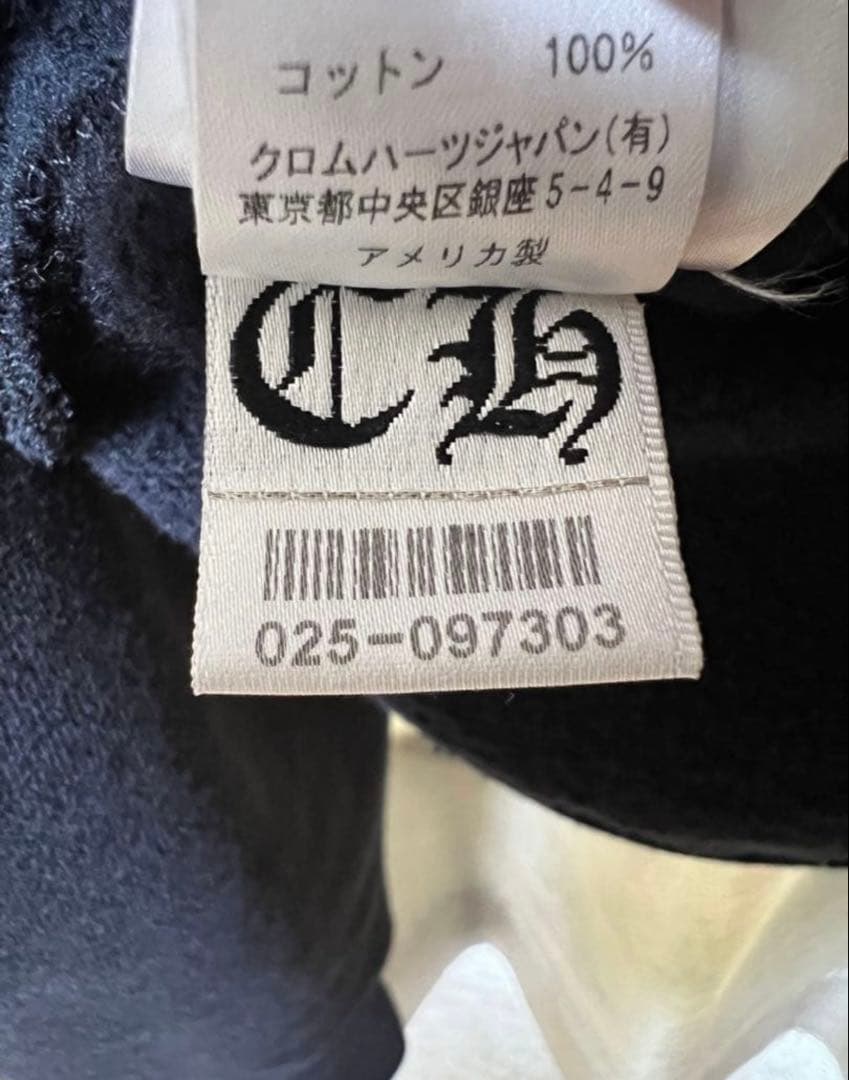 コットン 100%
クロムハーツジャパン(有)
東京都中央区銀座5-4-9
アメリカ製
CH
025-097303